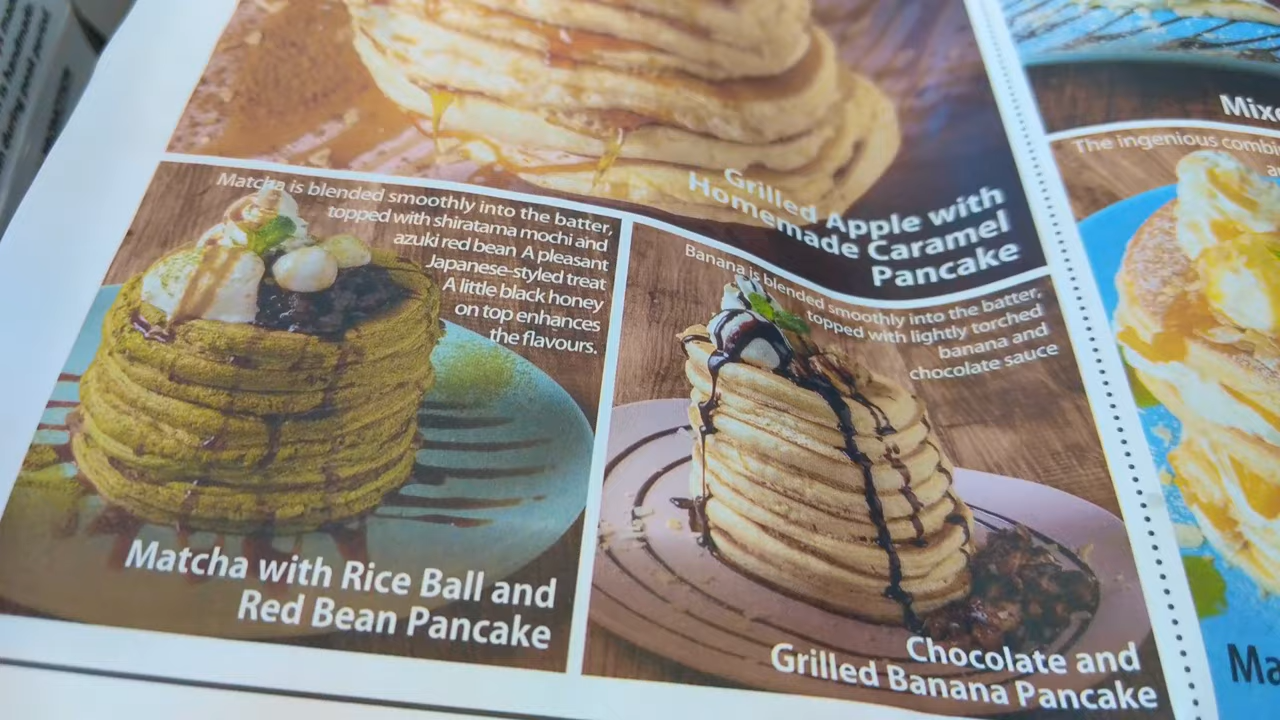 Grilled Apple with
Homemade Caramel
Pancake
Matcha is blended smoothly into the batter,
topped with shiratama mochi and
azuki red bean A pleasant
Japanese-styled treat
A little black honey
on top enhances
the flavours.
Matcha with Rice Ball and
Red Bean Pancake
Banana is blended smoothly into the batter,
topped with lightly torched
banana and
chocolate sauce
Chocolate and
Grilled Banana Pancake
The ingenious